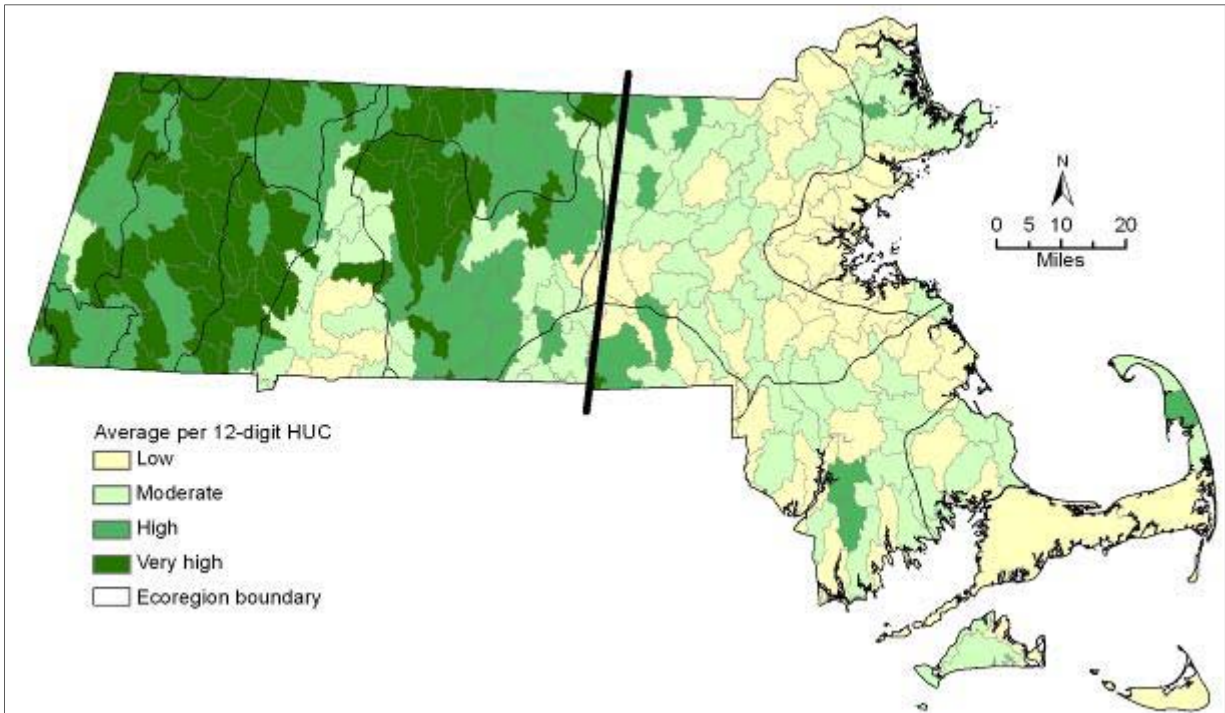 N
0 5 10 20
Miles
Average per 12-digit HUC
Low
Moderate
High
Very high
Ecoregion boundary